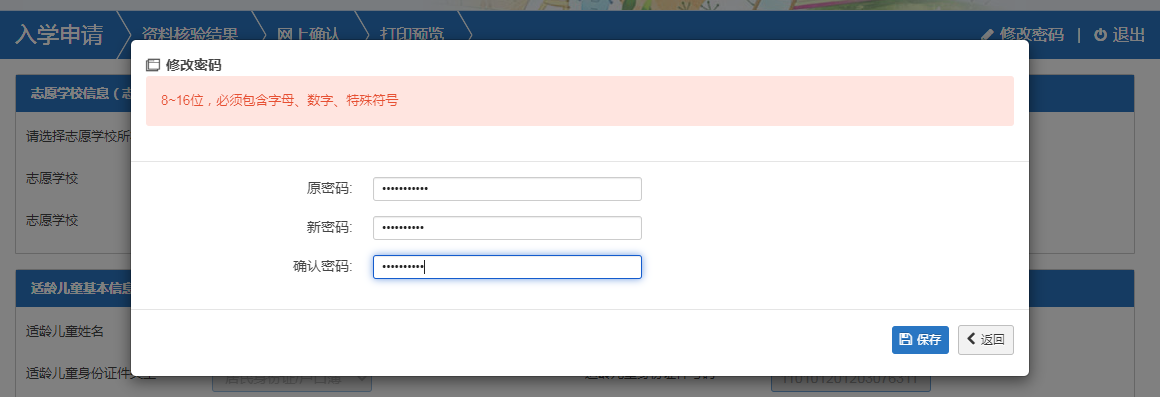 入学申请 资料核验结果 网上确认 打印预览 修改密码 | 退出
修改密码
志愿学校信息（志
8~16位，必须包含字母、数字、特殊符号
请选择志愿学校所
志愿学校
原密码: •••••••••••
志愿学校
新密码: ••••••••••
确认密码: ••••••••••
适龄儿童基本信息
适龄儿童姓名
保存 返回
适龄儿童身份证件